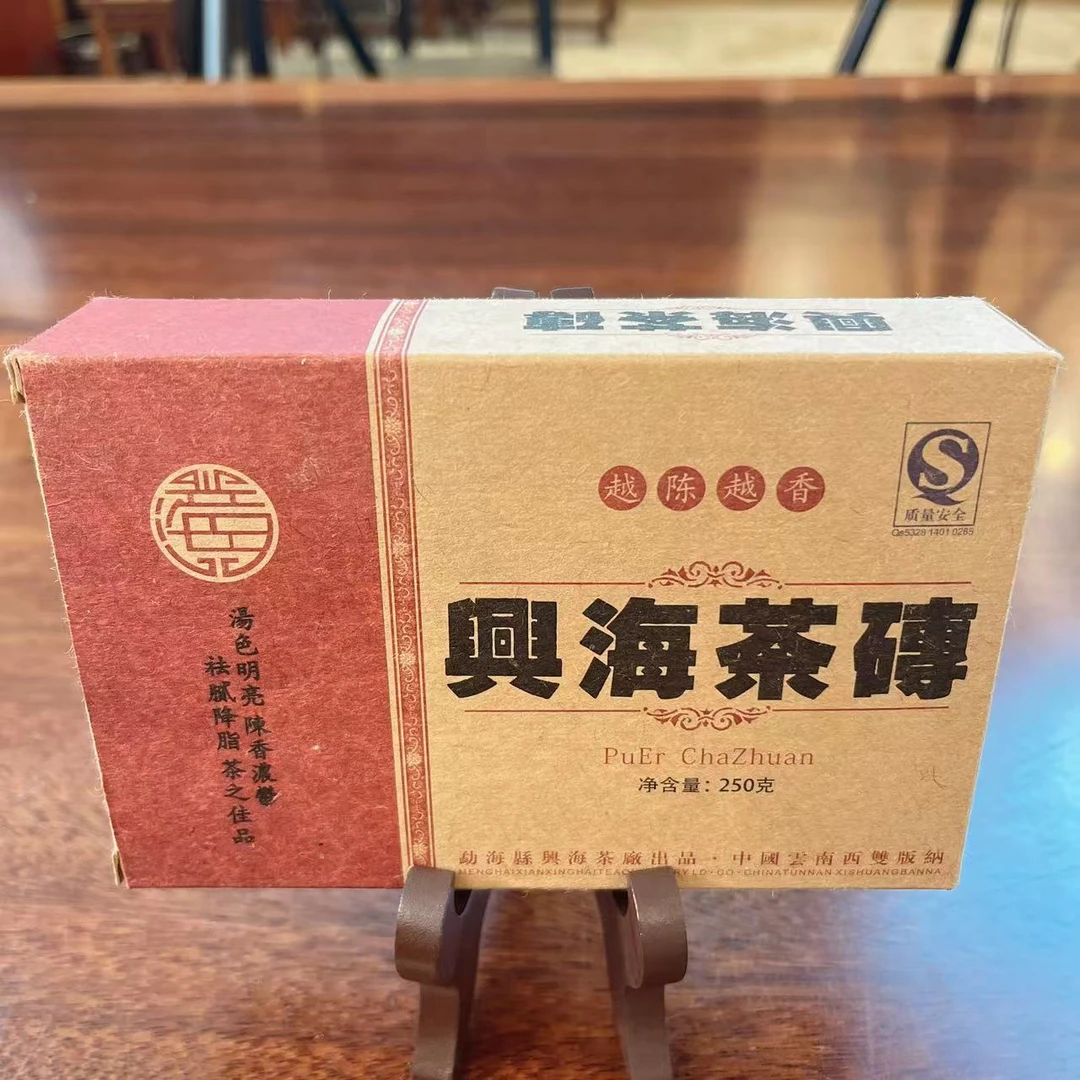 興海茶磚
越陈越香
质量安全
Qs5328 1401 0285
興海茶磚
PuEr ChaZhuan
净含量：250克
勐海縣興海茶廠出品·中國雲南西雙版納
湯色明亮 陳香濃鬱
祛膩降脂 茶之佳品